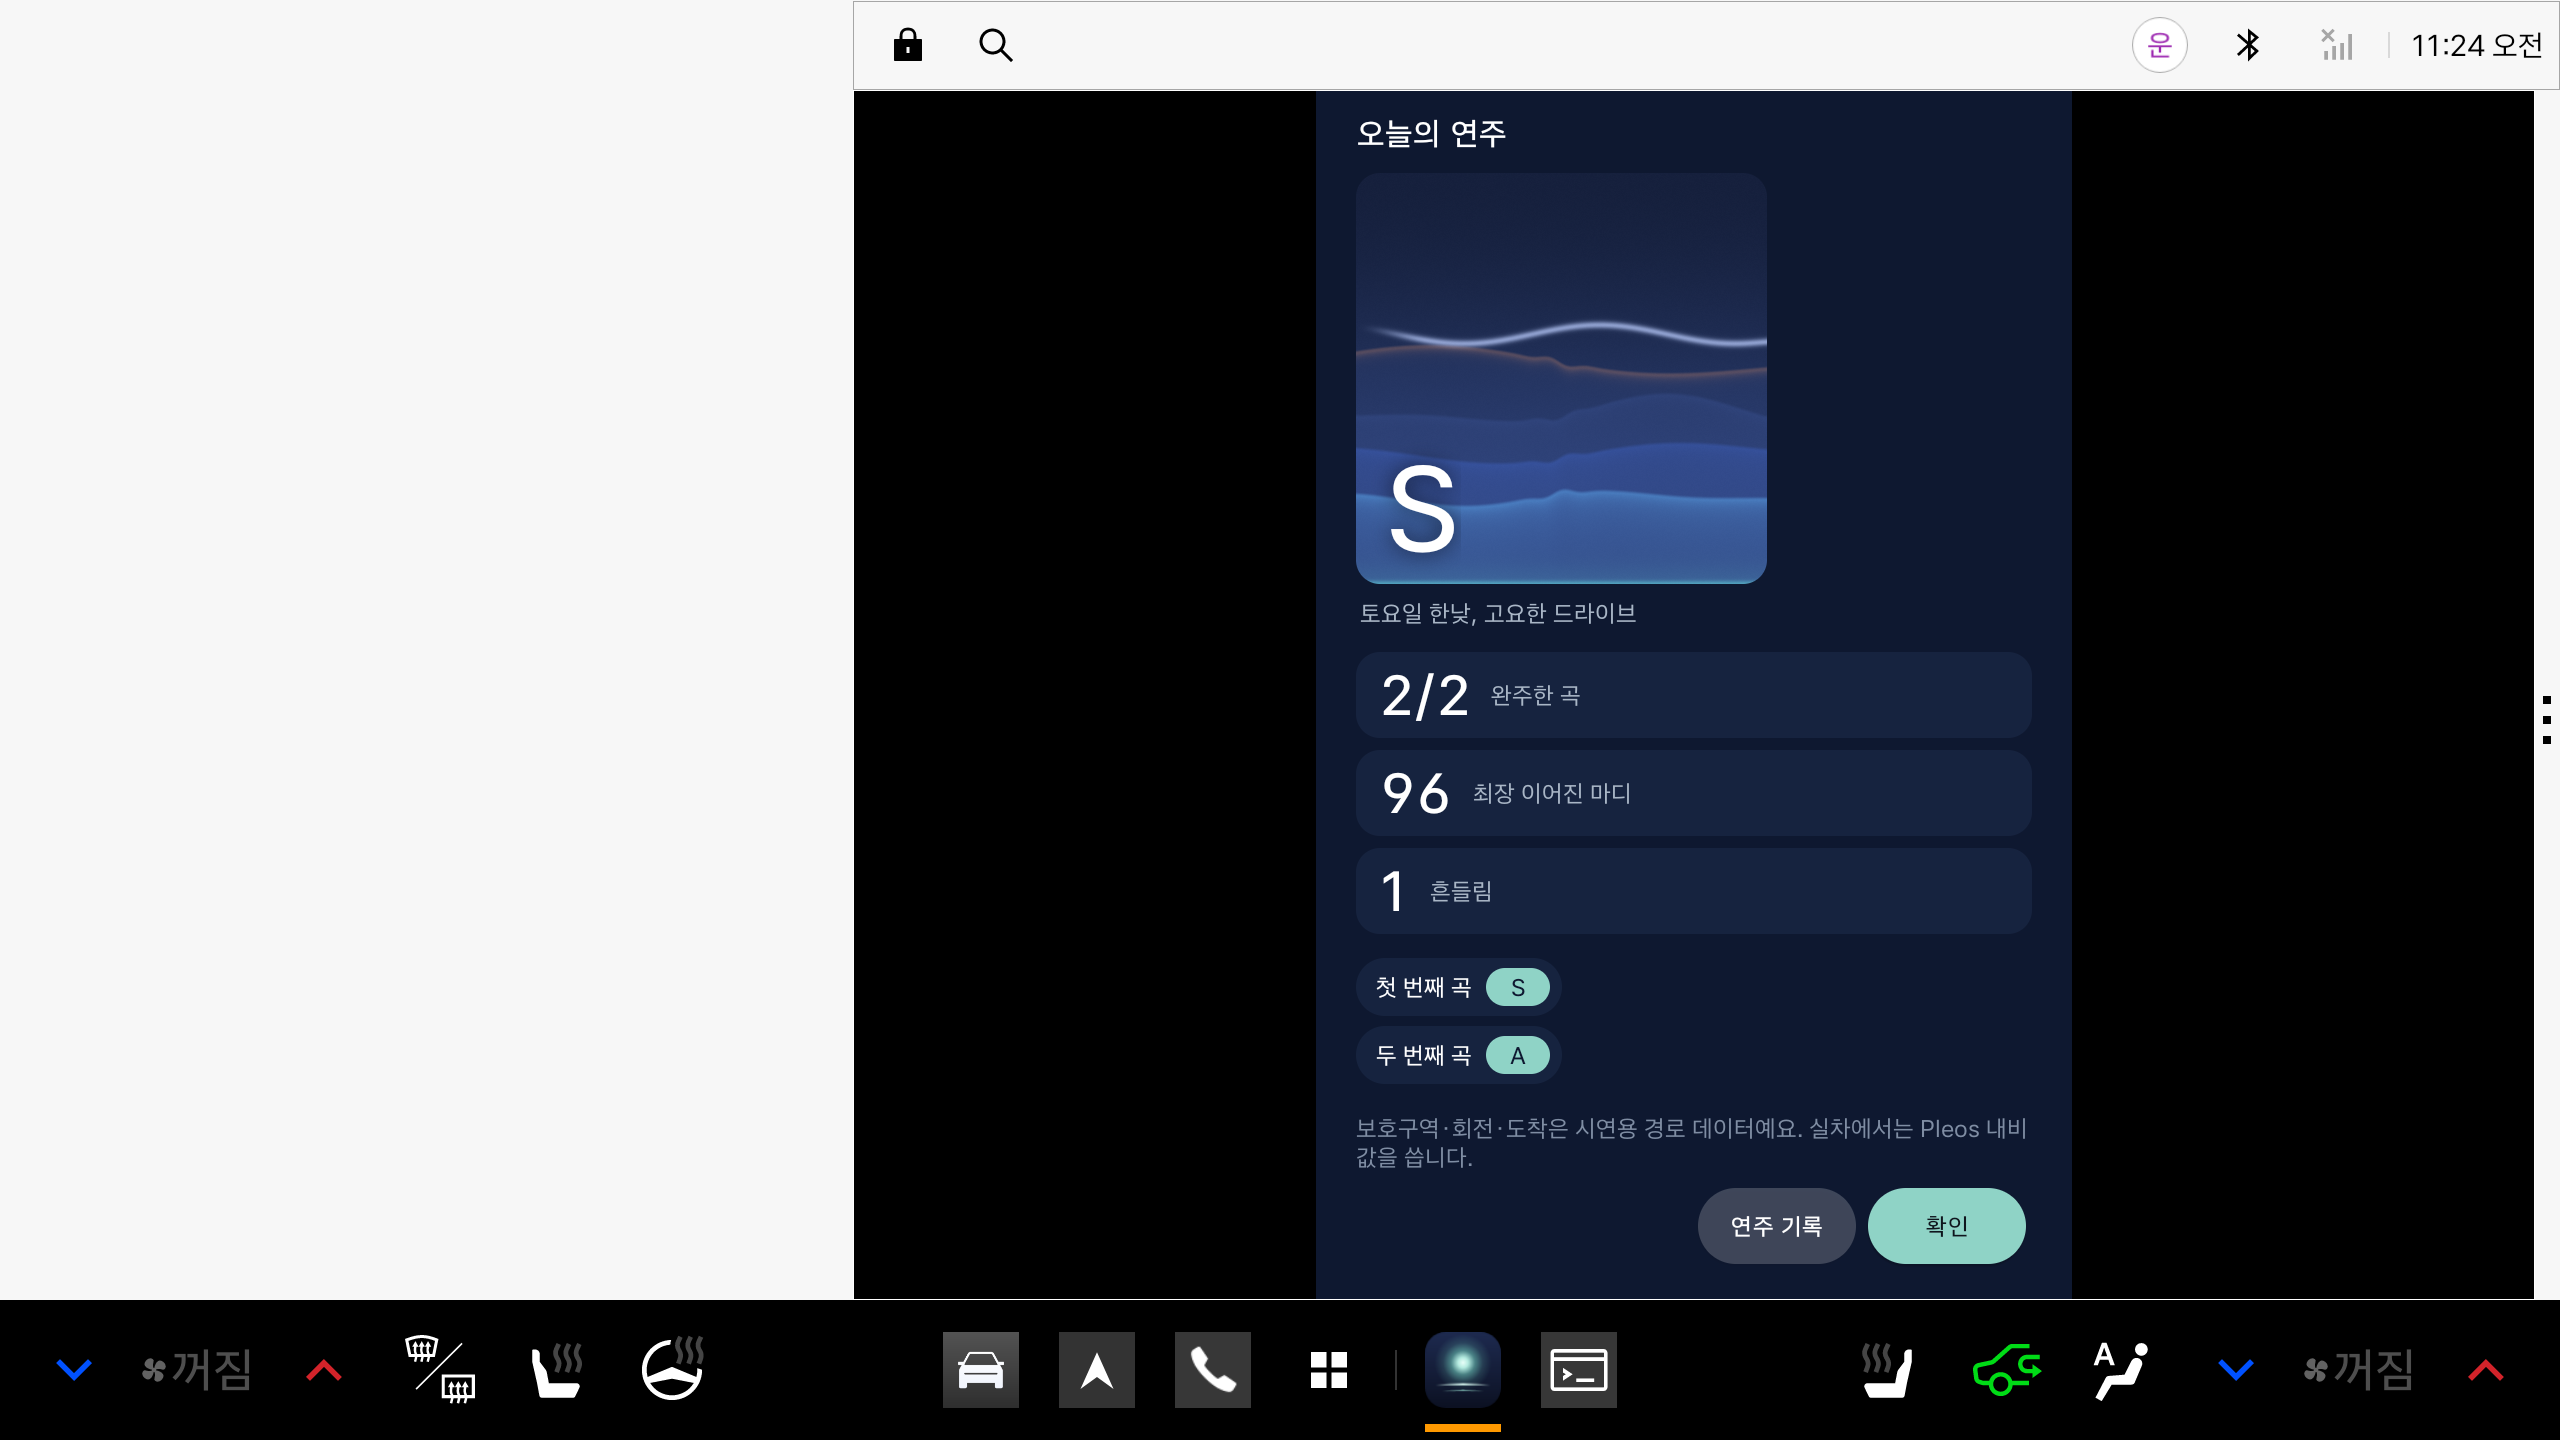 운
11:24 오전
오늘의 연주
S
토요일 한낮, 고요한 드라이브
2/2 완주한 곡
96 최장 이어진 마디
1 흔들림
첫 번째 곡 S
두 번째 곡 A
보호구역·회전·도착은 시연용 경로 데이터예요. 실차에서는 Pleos 내비
값을 씁니다.
연주 기록 확인
꺼짐 A 꺼짐